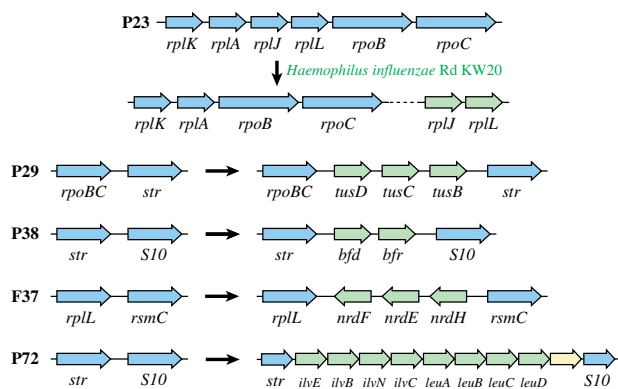 P23
rplK rplA rplJ rplL rpoB rpoC
Haemophilus influenzae Rd KW20
rplK rplA rpoB rpoC rplJ rplL
P29
rpoBC str rpoBC tusD tusC tusB str
P38
str S10 str bfd bfr S10
F37
rplL rsmC rplL nrdF nrdE nrdH rsmC
P72
str S10 str ilvE ilvB ilvN ilvC leuA leuB leuC leuD S10